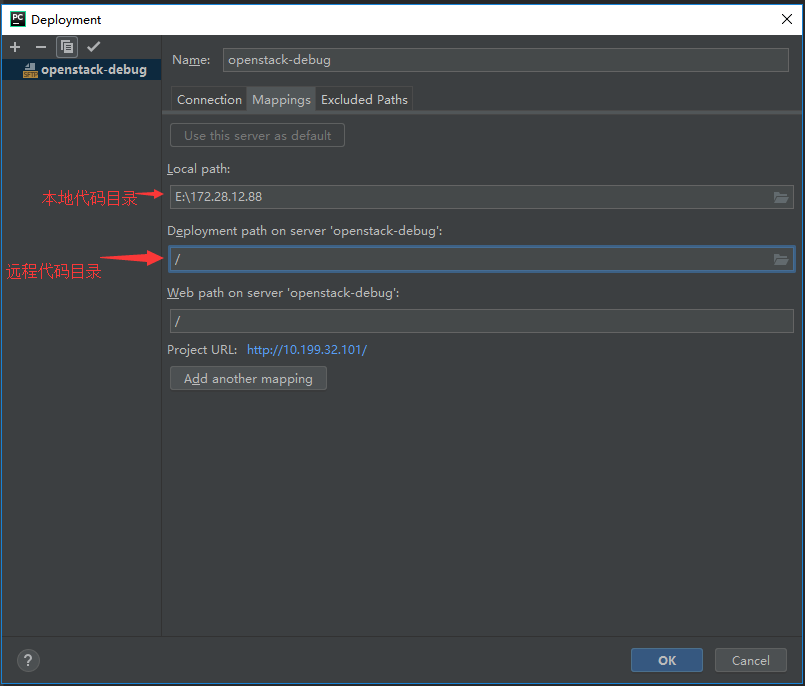 PC Deployment
SFTP openstack-debug
Name: openstack-debug
Connection Mappings Excluded Paths
Use this server as default
Local path:
本地代码目录 E:\172.28.12.88
Deployment path on server 'openstack-debug':
远程代码目录 /
Web path on server 'openstack-debug':
/
Project URL: http://10.199.32.101/
Add another mapping
? OK Cancel